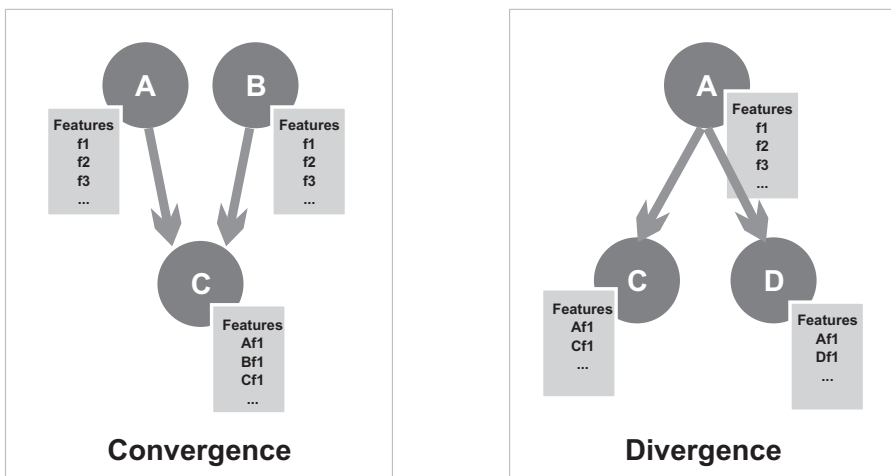 A
B
Features
f1
f2
f3
...
Features
f1
f2
f3
...
C
Features
Af1
Bf1
Cf1
...
Convergence
A
Features
f1
f2
f3
...
C
Features
Af1
Cf1
...
D
Features
Af1
Df1
...
Divergence